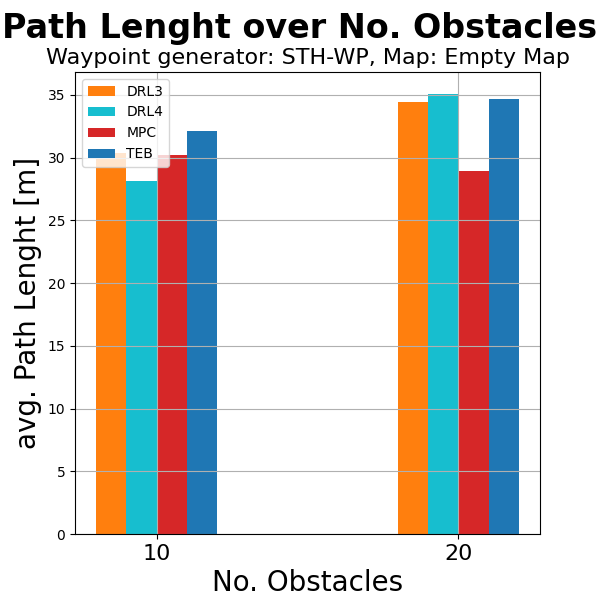 Path Lenght over No. Obstacles
Waypoint generator: STH-WP, Map: Empty Map
DRL3
DRL4
MPC
TEB
avg. Path Lenght [m]
35
30
25
20
15
10
5
0
10 20
No. Obstacles